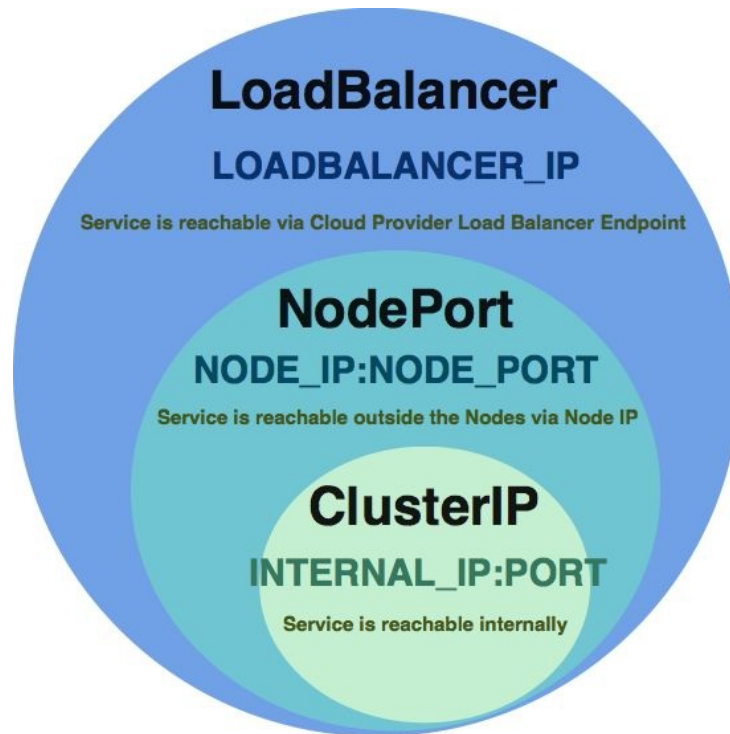 LoadBalancer
LOADBALANCER_IP
Service is reachable via Cloud Provider Load Balancer Endpoint
NodePort
NODE_IP:NODE_PORT
Service is reachable outside the Nodes via Node IP
ClusterIP
INTERNAL_IP:PORT
Service is reachable internally